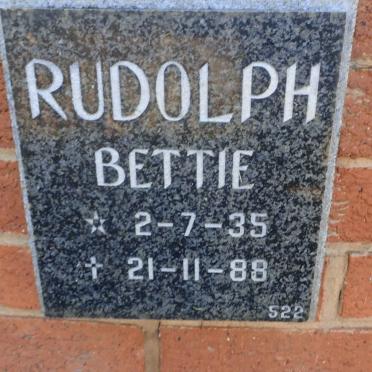 RUDOLPH
BETTIE
* 2-7-35
† 21-11-88
522